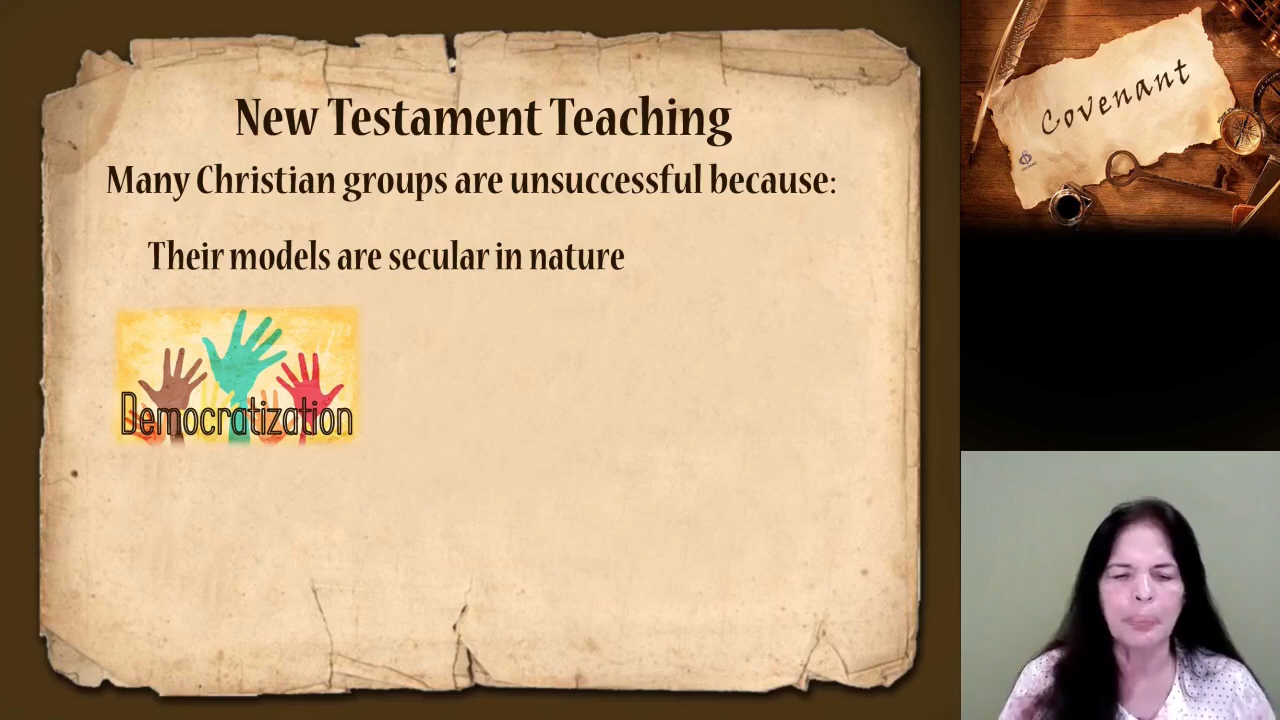 New Testament Teaching
Many Christian groups are unsuccessful because:
Their models are secular in nature
Democratization
Covenant